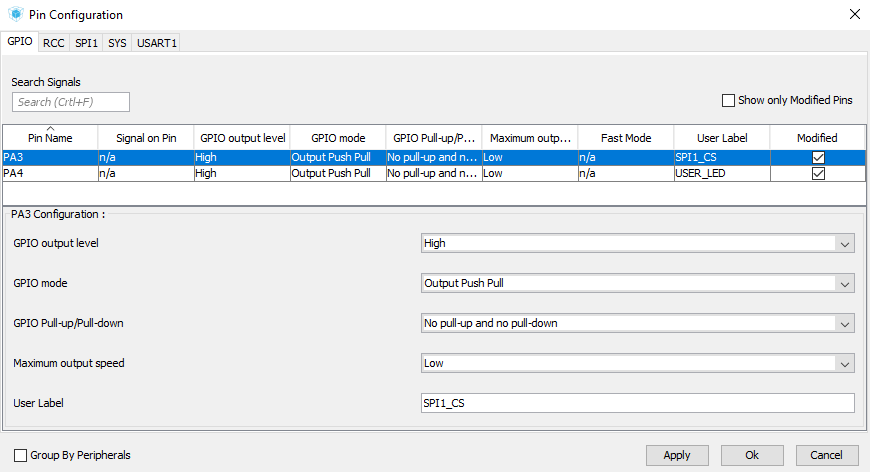 Pin Configuration
GPIO RCC SPI1 SYS USART1
Search Signals
Search (Crtl+F)
Show only Modified Pins
Pin Name Signal on Pin GPIO output level GPIO mode GPIO Pull-up/P... Maximum outp... Fast Mode User Label Modified
PA3 n/a High Output Push Pull No pull-up and n... Low n/a SPI1_CS
PA4 n/a High Output Push Pull No pull-up and n... Low n/a USER_LED
PA3 Configuration :
GPIO output level High
GPIO mode Output Push Pull
GPIO Pull-up/Pull-down No pull-up and no pull-down
Maximum output speed Low
User Label SPI1_CS
Group By Peripherals Apply Ok Cancel